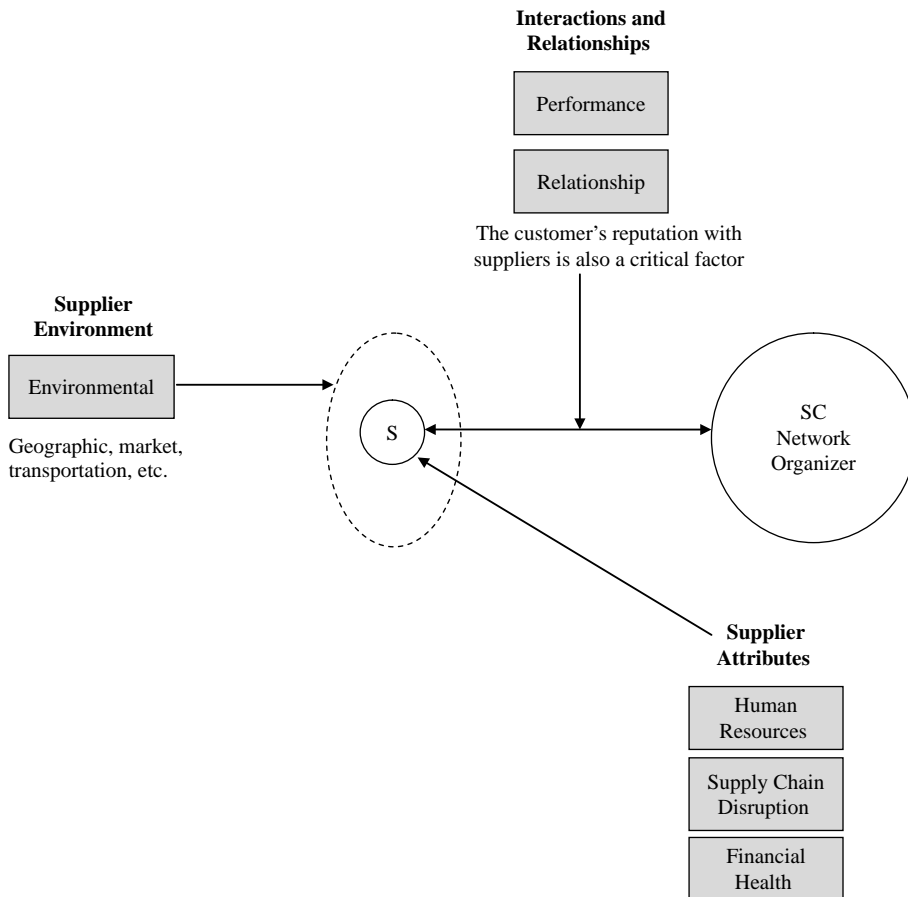 Interactions and
Relationships
Performance
Relationship
The customer’s reputation with
suppliers is also a critical factor
Supplier
Environment
Environmental
Geographic, market,
transportation, etc.
S
SC
Network
Organizer
Supplier
Attributes
Human
Resources
Supply Chain
Disruption
Financial
Health